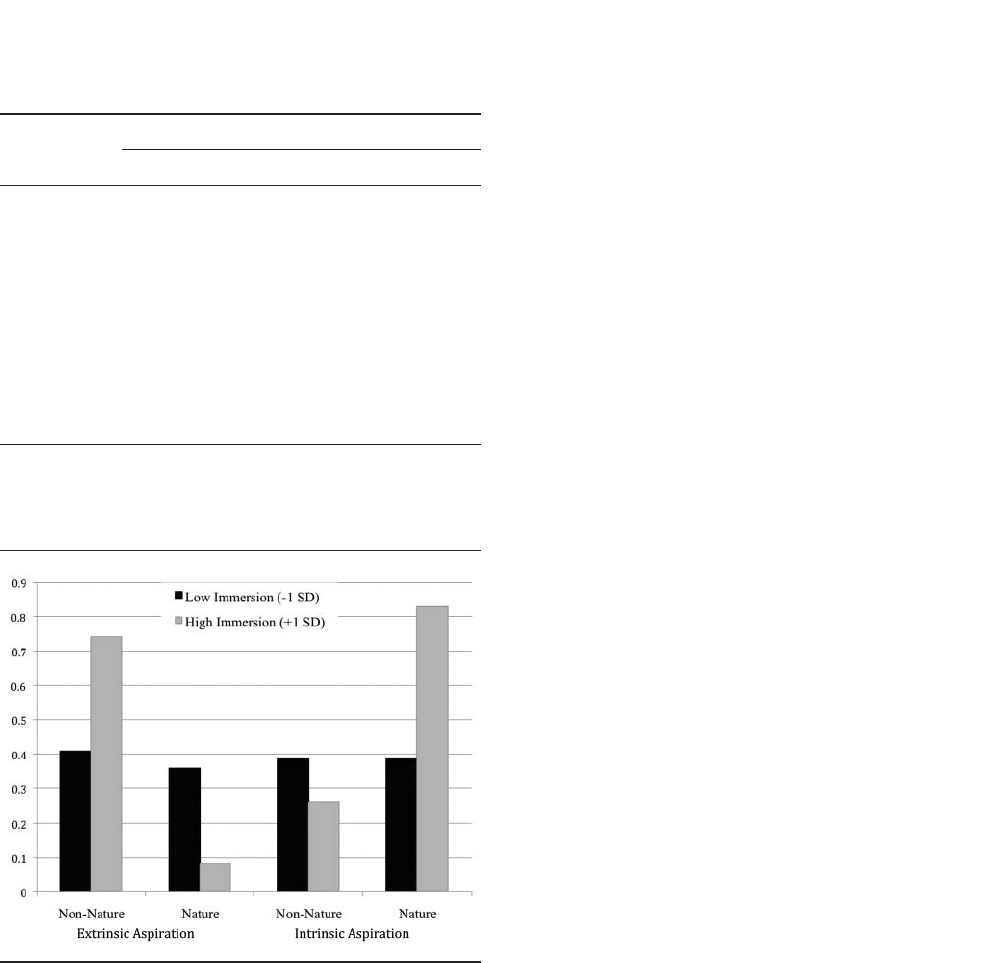 0.9
Low Immersion (-1 SD)
0.8
High Immersion (+1 SD)
0.7
0.6
0.5
0.4
0.3
0.2
0.1
0
Non-Nature Nature Non-Nature Nature
Extrinsic Aspiration Intrinsic Aspiration